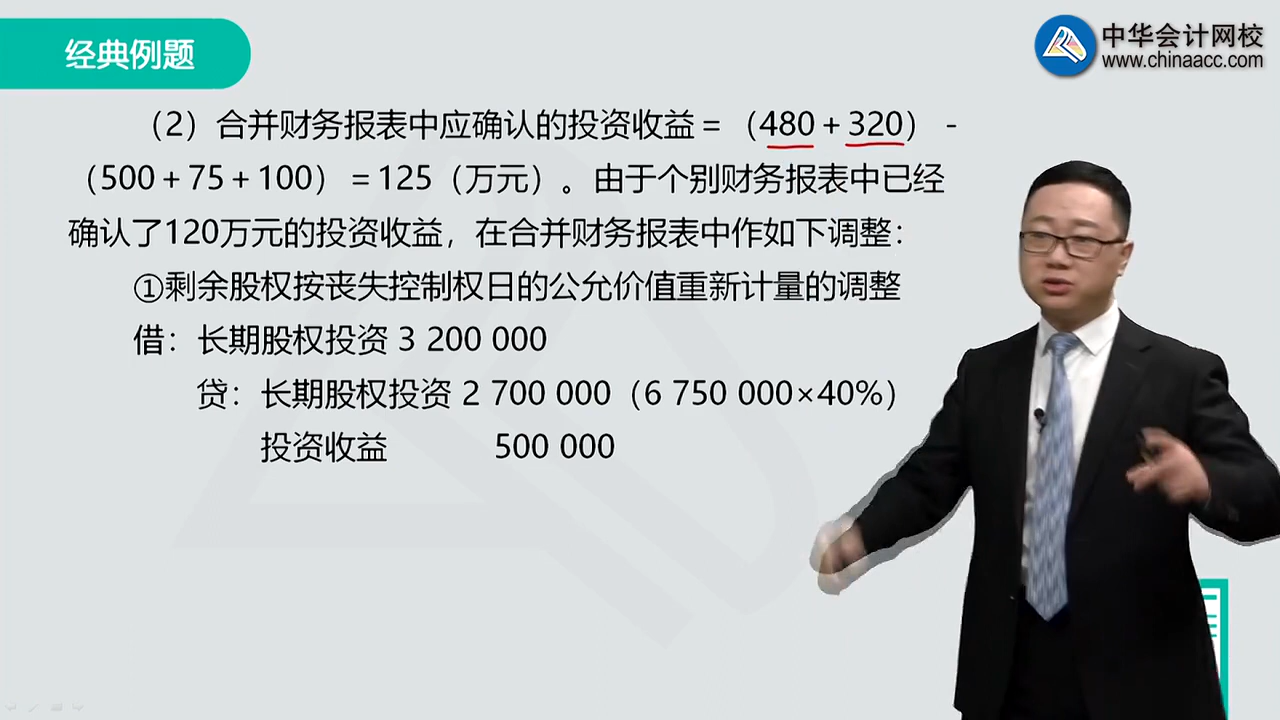 经典例题
中华会计网校
www.chinaacc.com
（2）合并财务报表中应确认的投资收益＝（480＋320）-
（500＋75＋100）＝125（万元）。由于个别财务报表中已经
确认了120万元的投资收益，在合并财务报表中作如下调整：
①剩余股权按丧失控制权日的公允价值重新计量的调整
借：长期股权投资 3 200 000
贷：长期股权投资 2 700 000（6 750 000×40%）
投资收益 500 000